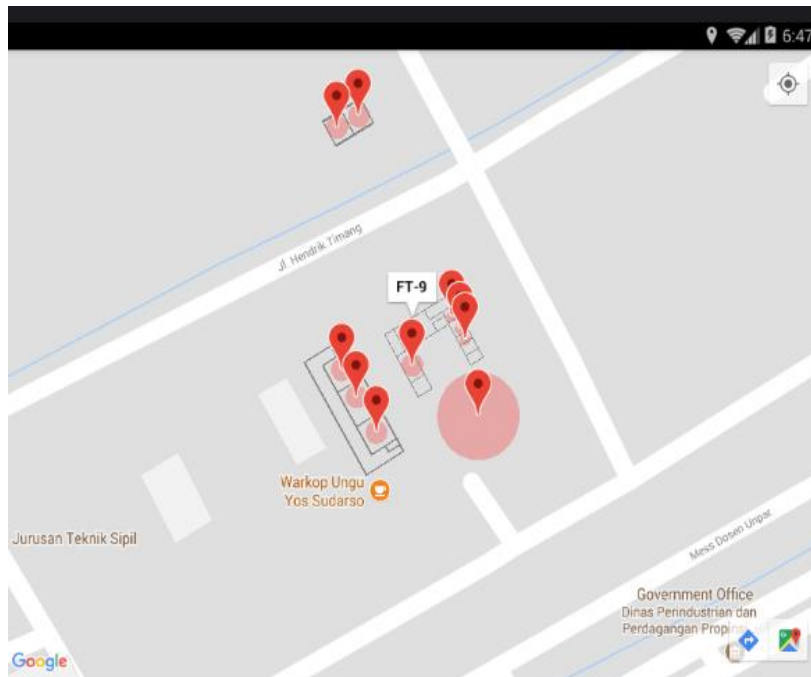 6:47
Jl. Hendrik Timang
FT-9
Warkop Ungu
Yos Sudarso
Jurusan Teknik Sipil
Mess Dosen Unpar
Government Office
Dinas Perindustrian dan
Perdagangan
Google